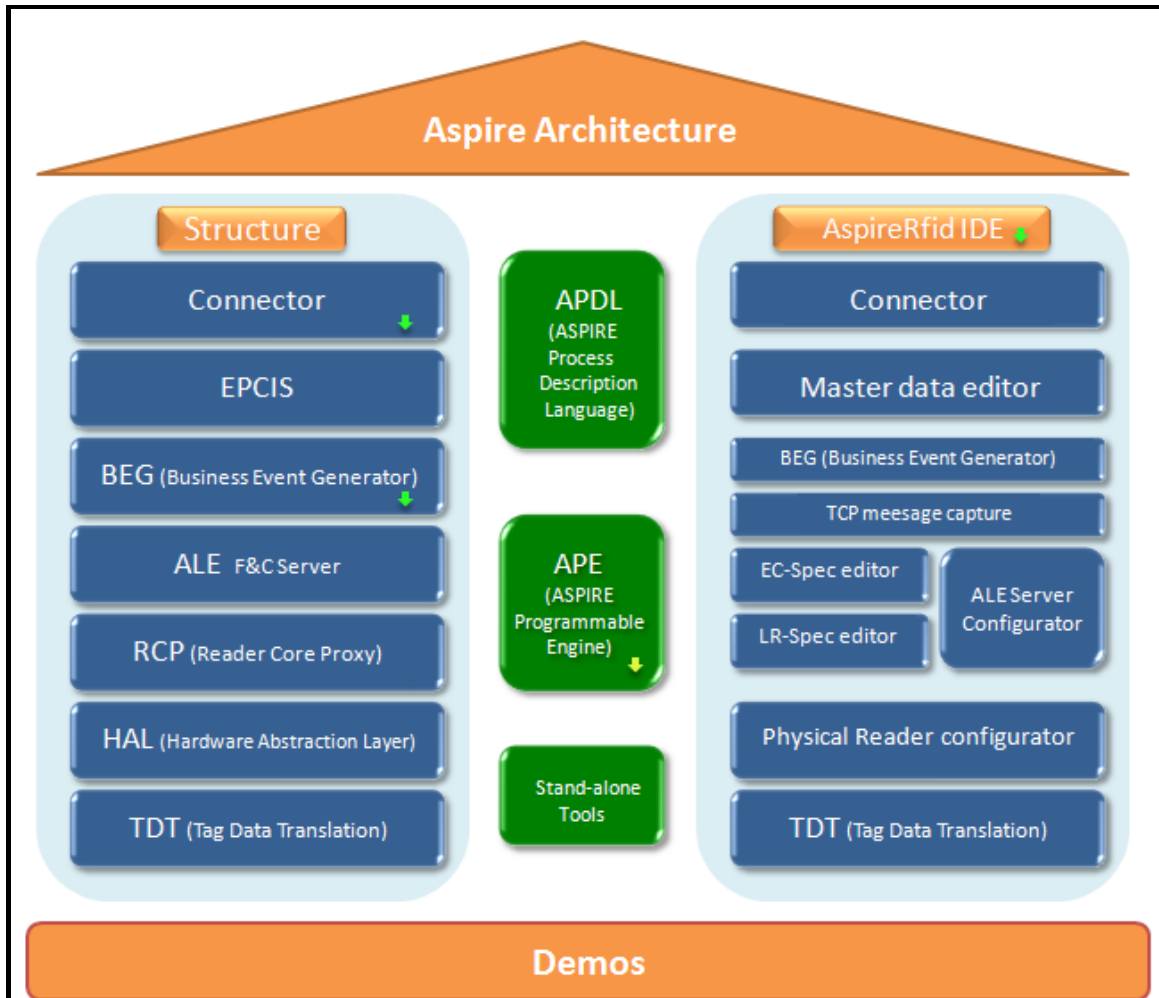 Aspire Architecture
Structure
Connector
EPCIS
BEG (Business Event Generator)
ALE F&C Server
RCP (Reader Core Proxy)
HAL (Hardware Abstraction Layer)
TDT (Tag Data Translation)
APDL
(ASPIRE
Process
Description
Language)
APE
(ASPIRE
Programmable
Engine)
Stand-alone
Tools
AspireRfid IDE
Connector
Master data editor
BEG (Business Event Generator)
TCP meesage capture
EC-Spec editor
LR-Spec editor
ALE Server
Configurator
Physical Reader configurator
TDT (Tag Data Translation)
Demos